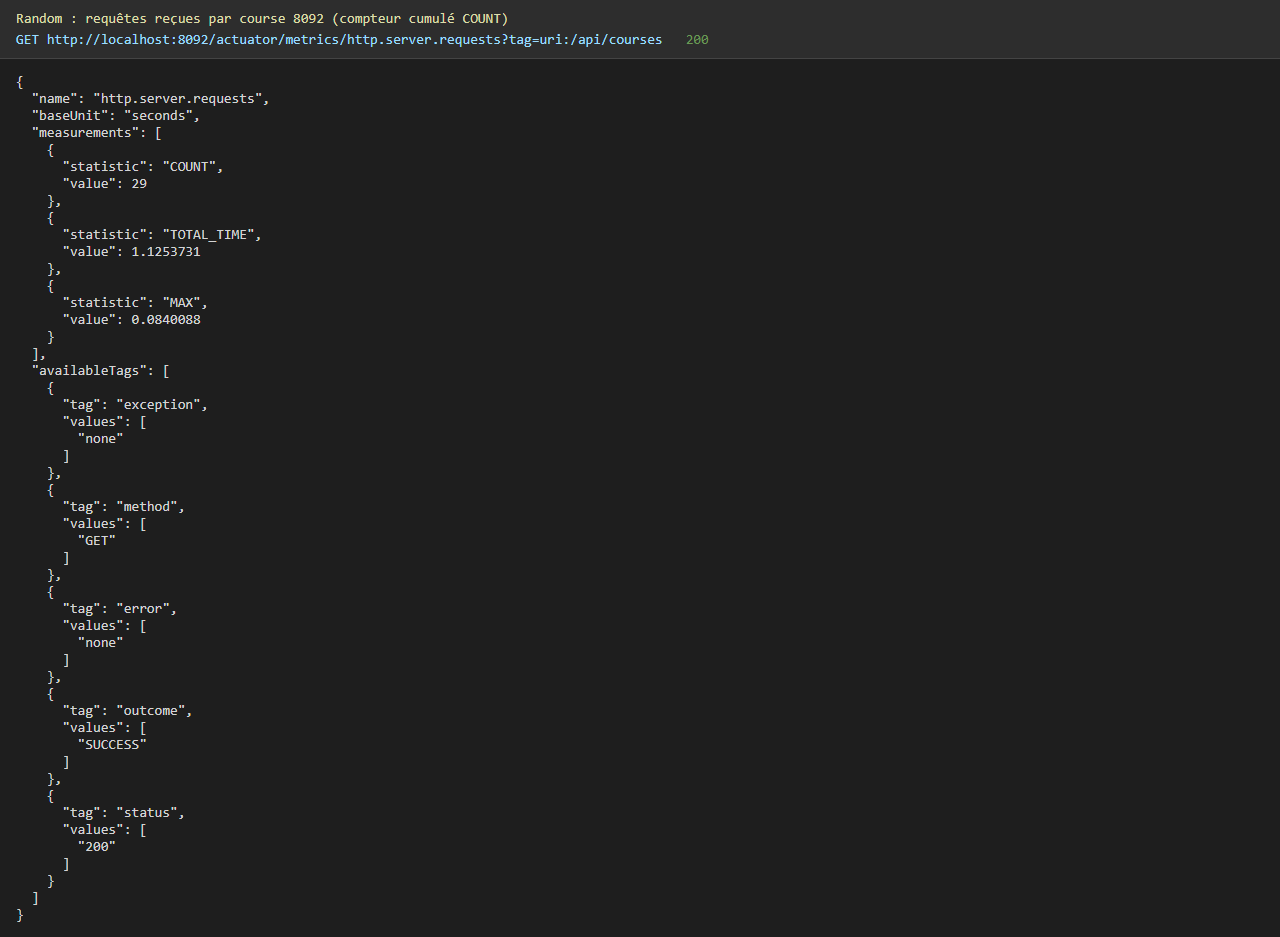 Random : requêtes reçues par course 8092 (compteur cumulé COUNT)
GET http://localhost:8092/actuator/metrics/http.server.requests?tag=uri:/api/courses   200
{
  "name": "http.server.requests",
  "baseUnit": "seconds",
  "measurements": [
    {
      "statistic": "COUNT",
      "value": 29
    },
    {
      "statistic": "TOTAL_TIME",
      "value": 1.1253731
    },
    {
      "statistic": "MAX",
      "value": 0.0840088
    }
  ],
  "availableTags": [
    {
      "tag": "exception",
      "values": [
        "none"
      ]
    },
    {
      "tag": "method",
      "values": [
        "GET"
      ]
    },
    {
      "tag": "error",
      "values": [
        "none"
      ]
    },
    {
      "tag": "outcome",
      "values": [
        "SUCCESS"
      ]
    },
    {
      "tag": "status",
      "values": [
        "200"
      ]
    }
  ]
}